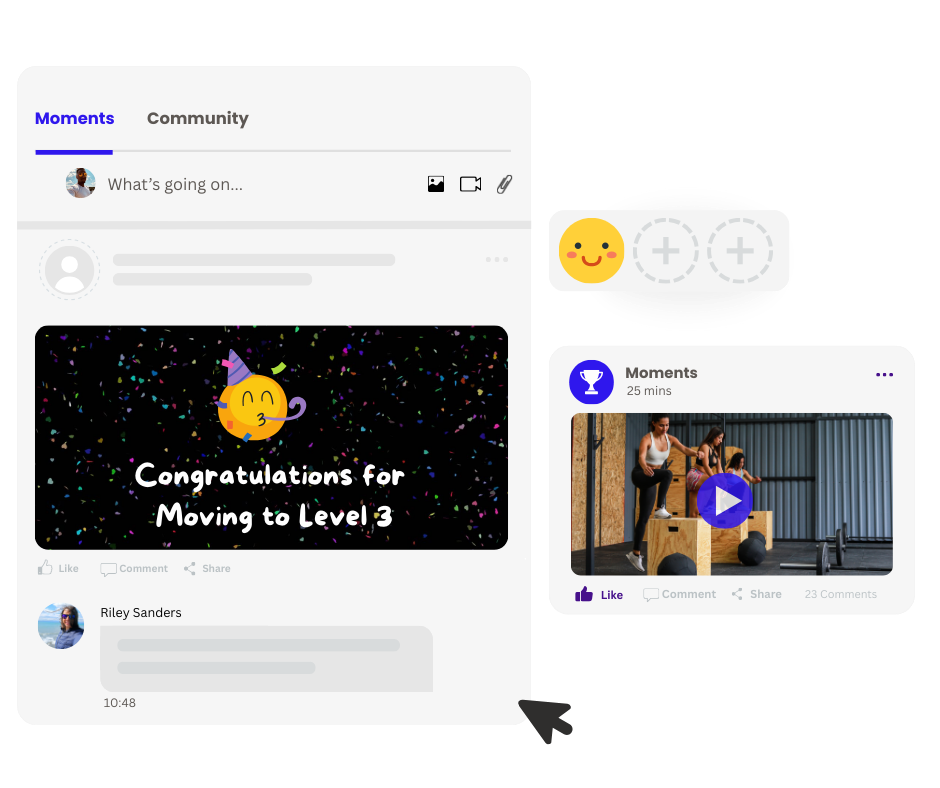 Moments Community
What’s going on...
Congratulations for
Moving to Level 3
Like Comment Share
Riley Sanders
10:48
Moments
25 mins
Like Comment Share 23 Comments